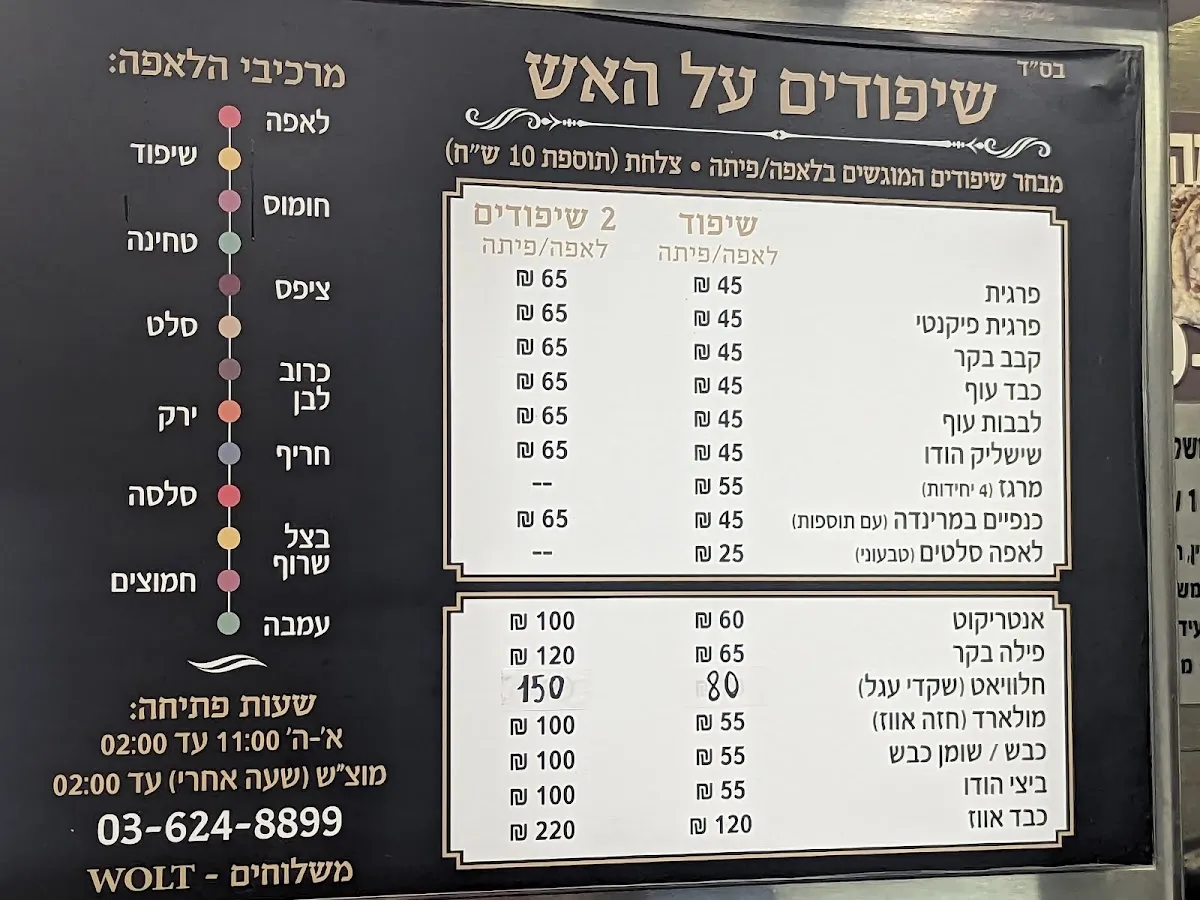 בס״ד
שיפודים על האש
מבחר שיפודים המוגשים בלאפה/פיתה • צלחת (תוספת 10 ש״ח)
שיפוד 2 שיפודים
לאפה/פיתה לאפה/פיתה
פרגית 45 ₪ 65 ₪
פרגית פיקנטי 45 ₪ 65 ₪
קבב בקר 45 ₪ 65 ₪
כבד עוף 45 ₪ 65 ₪
לבבות עוף 45 ₪ 65 ₪
שישליק הודו 45 ₪ 65 ₪
מרגז (4 יחידות) 55 ₪ --
כנפיים במרינדה (עם תוספות) 45 ₪ 65 ₪
לאפה סלטים (טבעוני) 25 ₪ --
אנטריקוט 60 ₪ 100 ₪
פילה בקר 65 ₪ 120 ₪
חלוויאט (שקדי עגל) 80 150
מולארד (חזה אווז) 55 ₪ 100 ₪
כבש / שומן כבש 55 ₪ 100 ₪
ביצי הודו 55 ₪ 100 ₪
כבד אווז 120 ₪ 220 ₪
מרכיבי הלאפה:
לאפה
שיפוד
חומוס
טחינה
ציפס
סלט
כרוב
לבן
ירק
חריף
סלסה
בצל
שרוף
חמוצים
עמבה
שעות פתיחה:
א׳-ה׳ 11:00 עד 02:00
מוצ״ש (שעה אחרי) עד 02:00
03-624-8899
משלוחים - WOLT